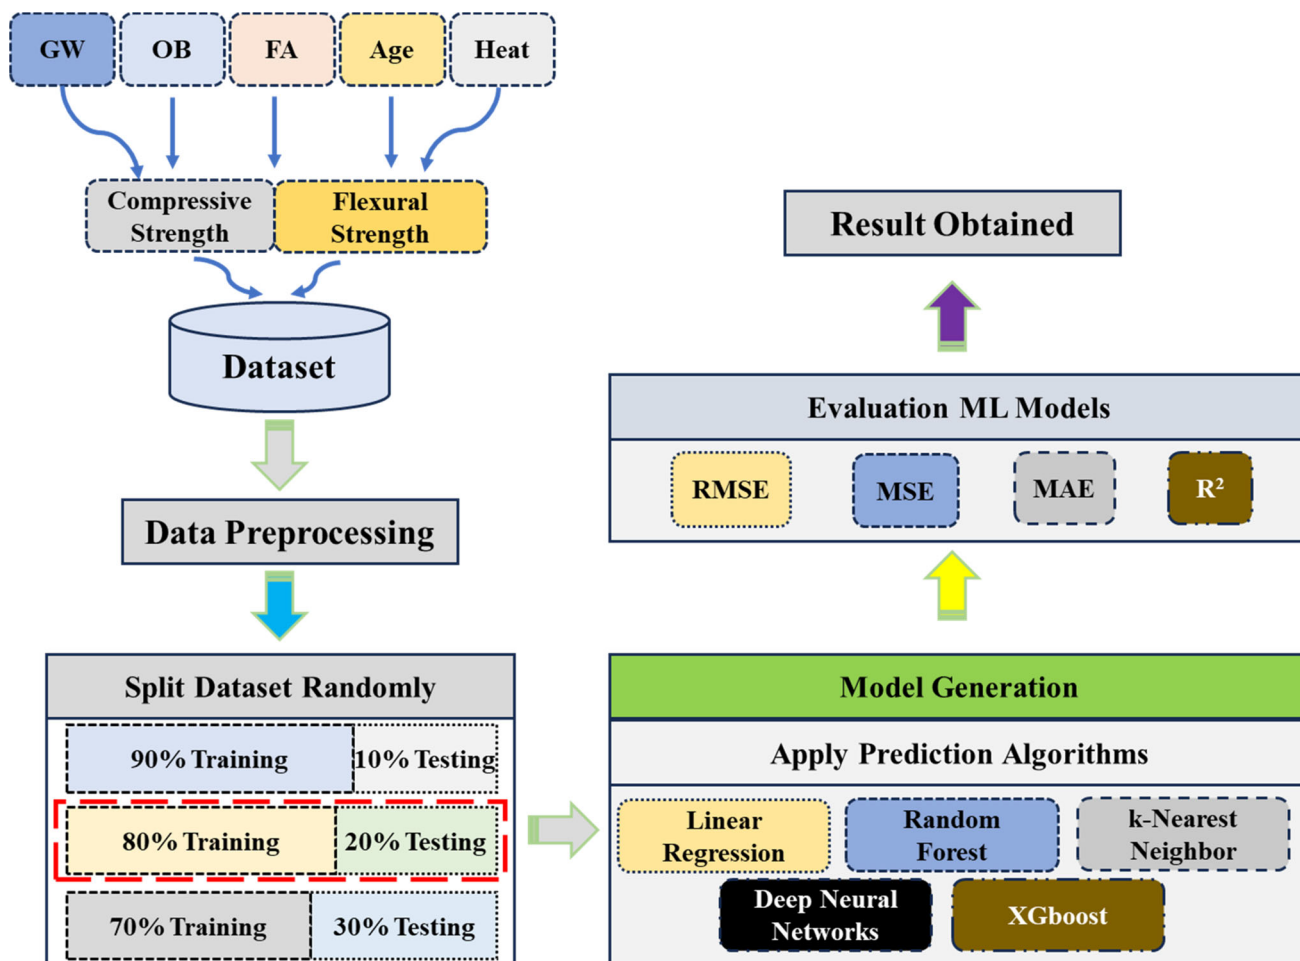 GW
OB
FA
Age
Heat
Compressive
Strength
Flexural
Strength
Dataset
Data Preprocessing
Split Dataset Randomly
90% Training
10% Testing
80% Training
20% Testing
70% Training
30% Testing
Model Generation
Apply Prediction Algorithms
Linear
Regression
Random
Forest
k-Nearest
Neighbor
Deep Neural
Networks
XGboost
Evaluation ML Models
RMSE
MSE
MAE
R²
Result Obtained